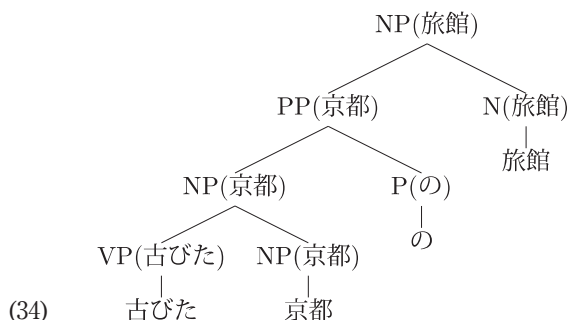 NP(旅館)
PP(京都) N(旅館)
旅館
NP(京都) P(の)
の
VP(古びた) NP(京都)
(34) 古びた 京都